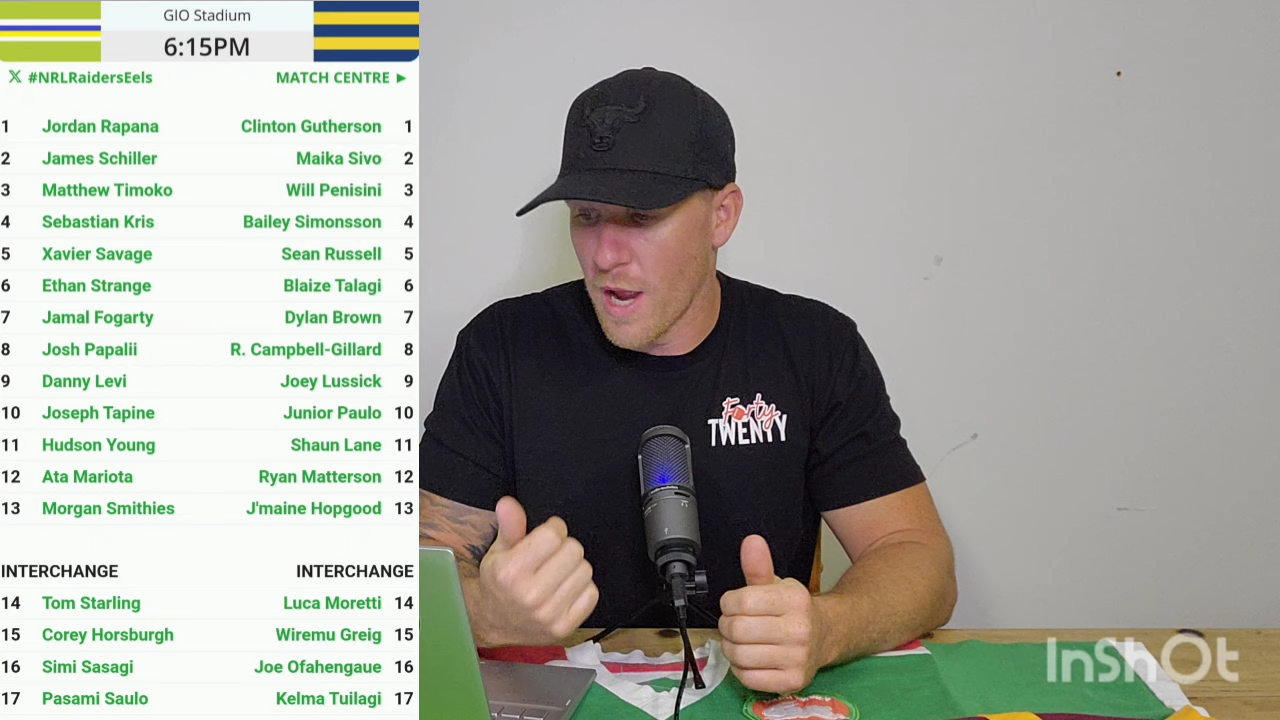 GIO Stadium
6:15PM
X #NRLRaidersEels MATCH CENTRE ►
1 Jordan Rapana Clinton Gutherson 1
2 James Schiller Maika Sivo 2
3 Matthew Timoko Will Penisini 3
4 Sebastian Kris Bailey Simonsson 4
5 Xavier Savage Sean Russell 5
6 Ethan Strange Blaize Talagi 6
7 Jamal Fogarty Dylan Brown 7
8 Josh Papalii R. Campbell-Gillard 8
9 Danny Levi Joey Lussick 9
10 Joseph Tapine Junior Paulo 10
11 Hudson Young Shaun Lane 11
12 Ata Mariota Ryan Matterson 12
13 Morgan Smithies J'maine Hopgood 13
INTERCHANGE INTERCHANGE
14 Tom Starling Luca Moretti 14
15 Corey Horsburgh Wiremu Greig 15
16 Simi Sasagi Joe Ofahengaue 16
17 Pasami Saulo Kelma Tuilagi 17
Forty
TWENTY
InShOt